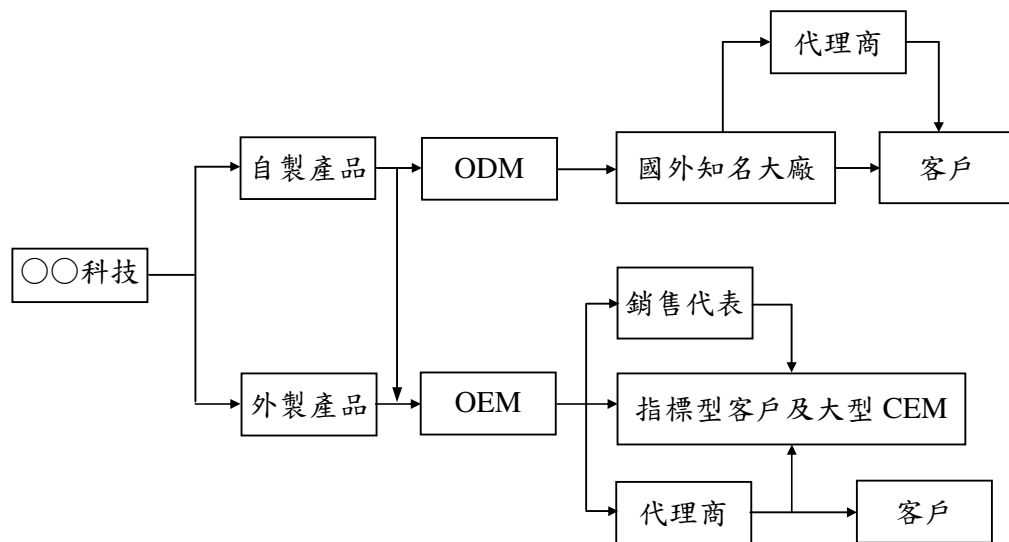 代理商
自製產品
ODM
國外知名大廠
客戶
○○科技
銷售代表
外製產品
OEM
指標型客戶及大型 CEM
代理商
客戶